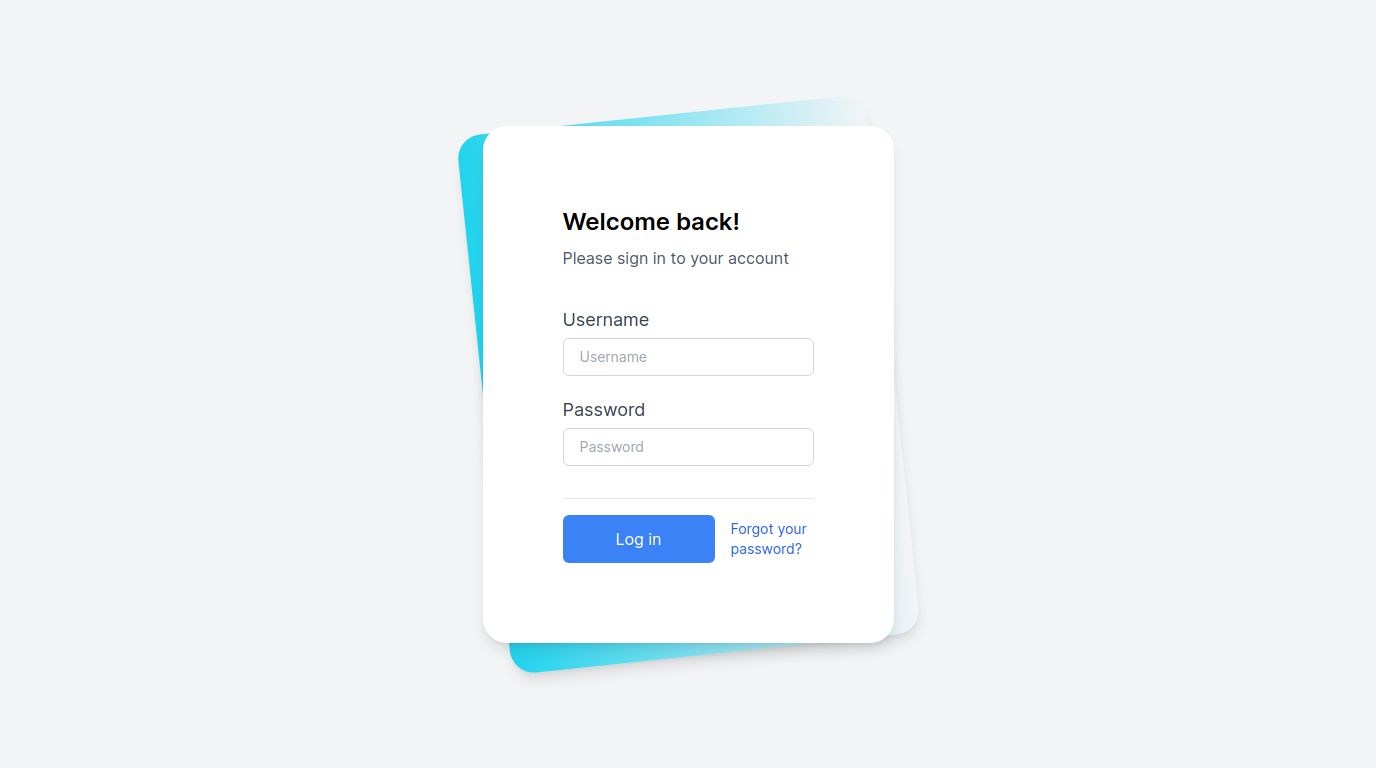 Welcome back!
Please sign in to your account
Username
Username
Password
Password
Log in
Forgot your
password?